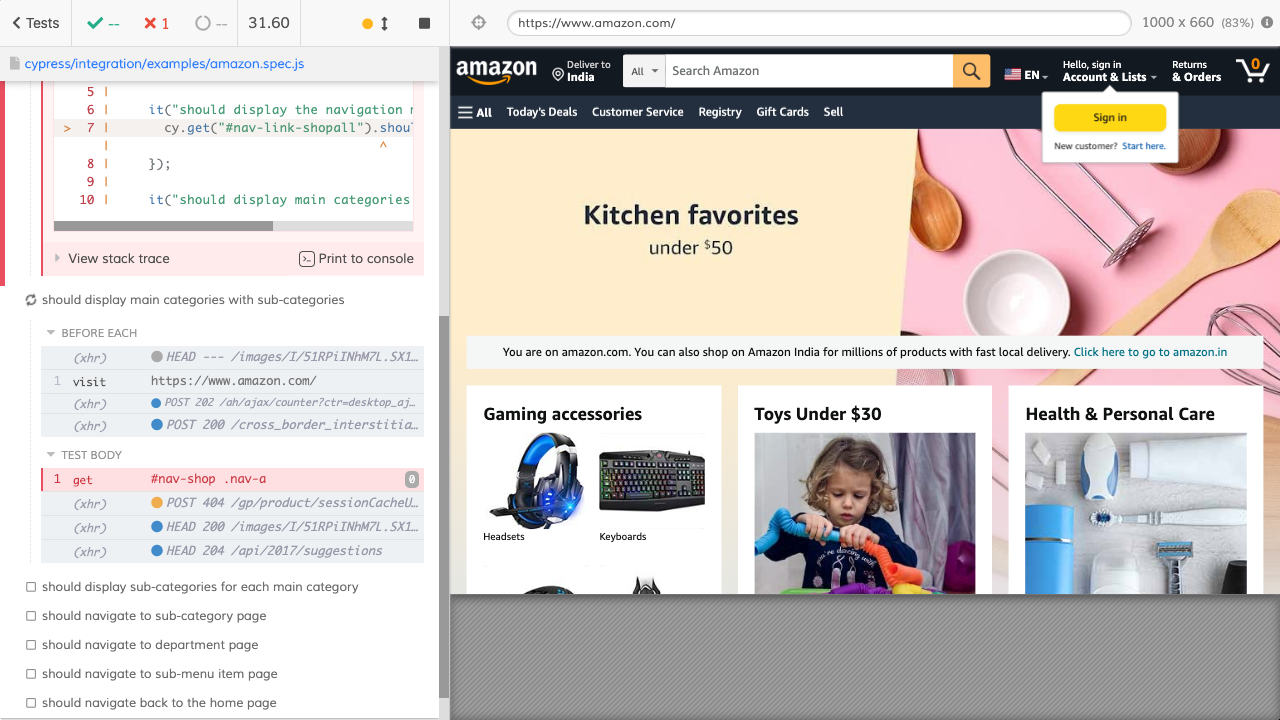 Tests
--
1
--
31.60
cypress/integration/examples/amazon.spec.js
5 |
6 | it("should display the navigation
> 7 | cy.get("#nav-link-shopall").shou
| ^
8 | });
9 |
10 | it("should display main categories
View stack trace
Print to console
should display main categories with sub-categories
BEFORE EACH
(xhr) HEAD --- /images/I/51RPiINhM7L.SX1…
1 visit https://www.amazon.com/
(xhr) POST 202 /ah/ajax/counter?ctr=desktop_aj…
(xhr) POST 200 /cross_border_interstitia…
TEST BODY
1 get #nav-shop .nav-a 0
(xhr) POST 404 /gp/product/sessionCacheU…
(xhr) HEAD 200 /images/I/51RPiINhM7L.SX1…
(xhr) HEAD 204 /api/2017/suggestions
should display sub-categories for each main category
should navigate to sub-category page
should navigate to department page
should navigate to sub-menu item page
should navigate back to the home page
https://www.amazon.com/
1000 x 660 (83%)
amazon
Deliver to
India
All
Search Amazon
EN
Hello, sign in
Account & Lists
Returns
& Orders
0
All
Today's Deals
Customer Service
Registry
Gift Cards
Sell
Sign in
New customer? Start here.
Kitchen favorites
under $50
You are on amazon.com. You can also shop on Amazon India for millions of products with fast local delivery. Click here to go to amazon.in
Gaming accessories
Headsets
Keyboards
Toys Under $30
you're dancing with
Health & Personal Care